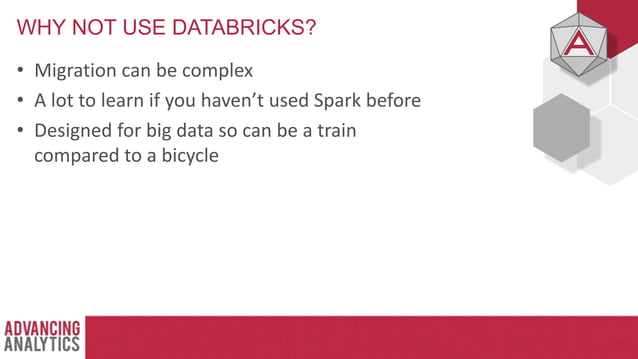 WHY NOT USE DATABRICKS?
• Migration can be complex
• A lot to learn if you haven’t used Spark before
• Designed for big data so can be a train
compared to a bicycle
A
ADVANCING
ANALYTICS